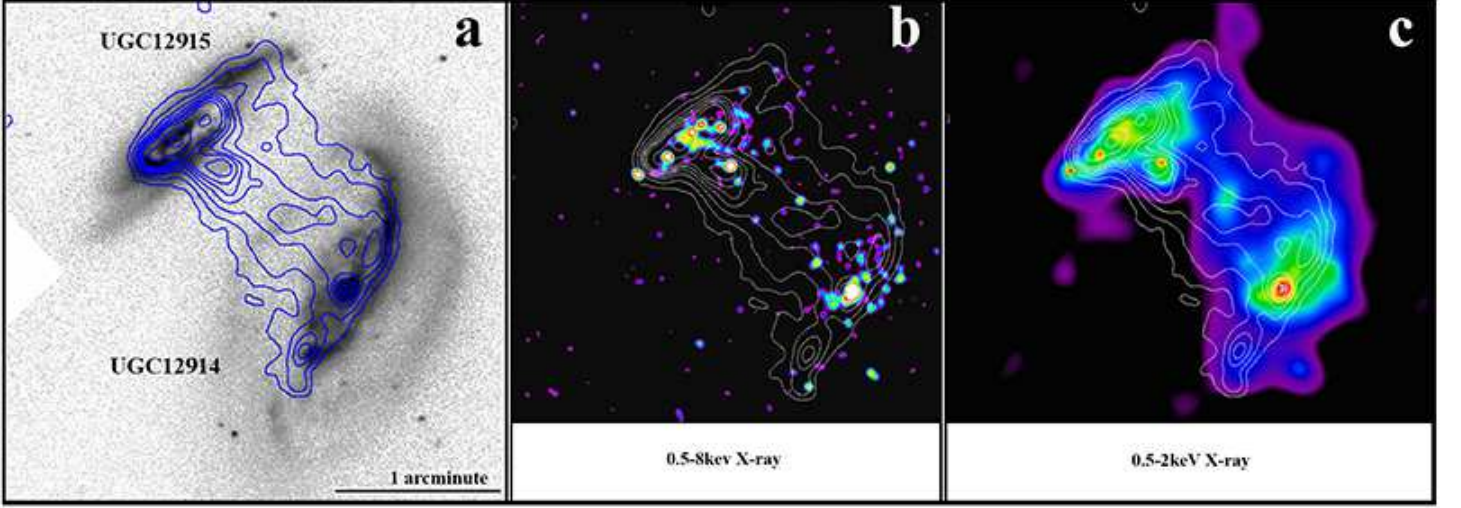 a
UGC12915
UGC12914
1 arcminute
b
0.5-8kev X-ray
c
0.5-2keV X-ray